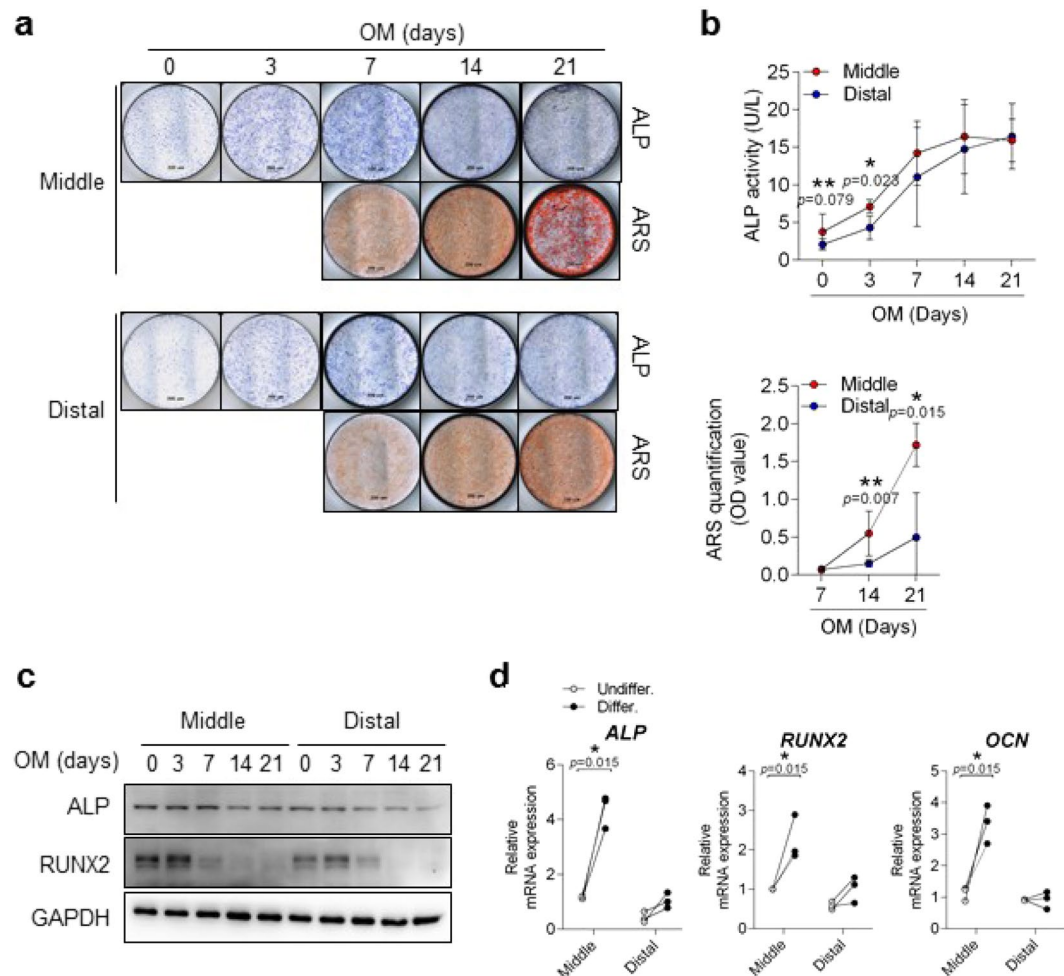 a
OM (days)
0 3 7 14 21
Middle
ALP
ARS
Distal
ALP
ARS
b
Middle
Distal
ALP activity (U/L)
25
20
15
10
5
0
**
p=0.079
*
p=0.023
0 3 7 14 21
OM (Days)
Middle
Distal
ARS quantification
(OD value)
2.5
2.0
1.5
1.0
0.5
0.0
**
p=0.007
*
p=0.015
7 14 21
OM (Days)
c
Middle Distal
OM (days) 0 3 7 14 21 0 3 7 14 21
ALP
RUNX2
GAPDH
d
Undiffer.
Differ.
ALP
*
p=0.015
Relative
mRNA expression
6
4
2
0
Middle
Distal
RUNX2
*
p=0.015
Relative
mRNA expression
4
3
2
1
0
Middle
Distal
OCN
*
p=0.015
Relative
mRNA expression
5
4
3
2
1
0
Middle
Distal